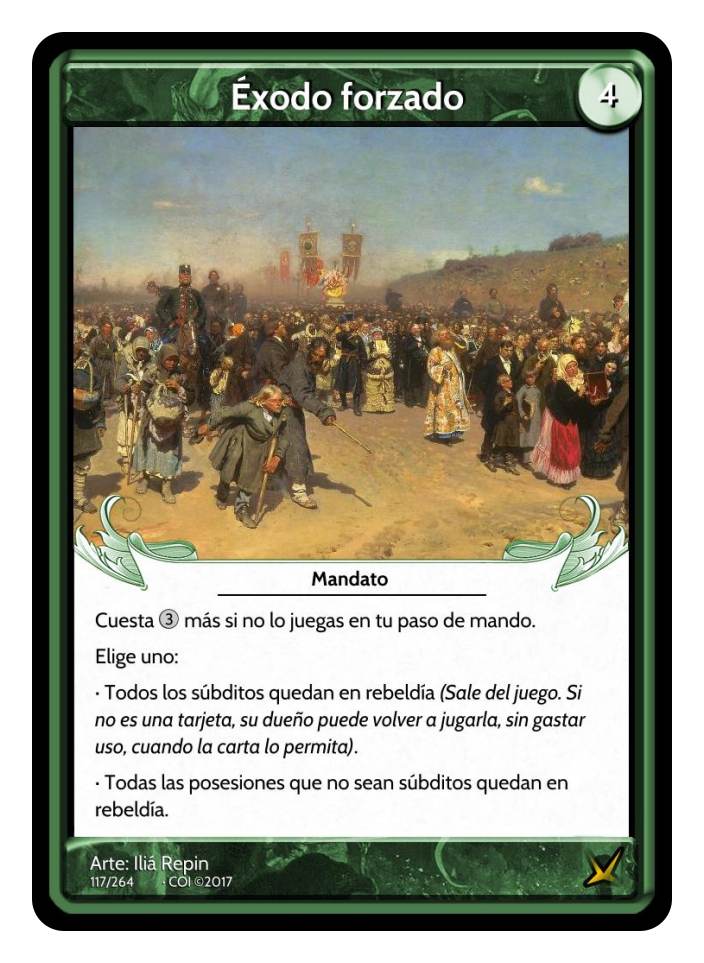 Éxodo forzado
4
Mandato
Cuesta 3 más si no lo juegas en tu paso de mando.
Elige uno:
· Todos los súbditos quedan en rebeldía (Sale del juego. Si
no es una tarjeta, su dueño puede volver a jugarla, sin gastar
uso, cuando la carta lo permita).
· Todas las posesiones que no sean súbditos quedan en
rebeldía.
Arte: Iliá Repin
117/264 · COI ©2017